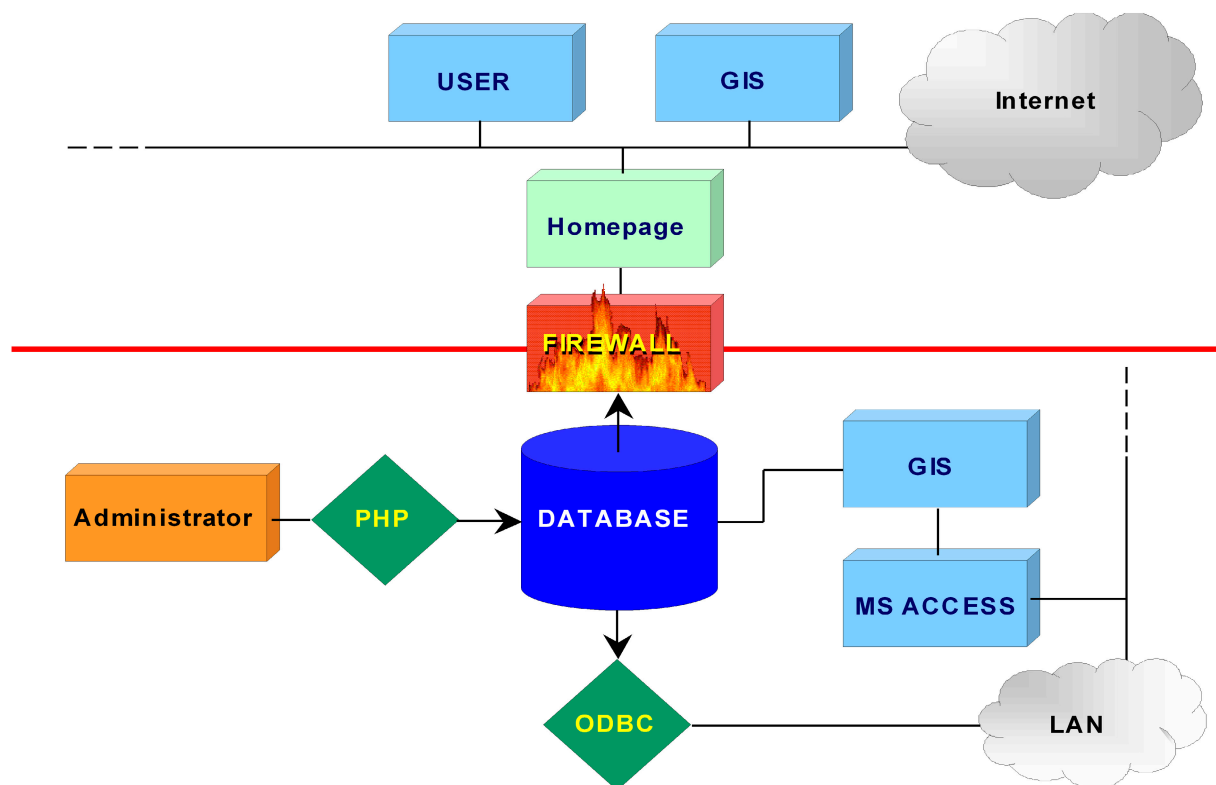 USER
GIS
Internet
Homepage
FIREWALL
GIS
Administrator
PHP
DATABASE
MS ACCESS
ODBC
LAN